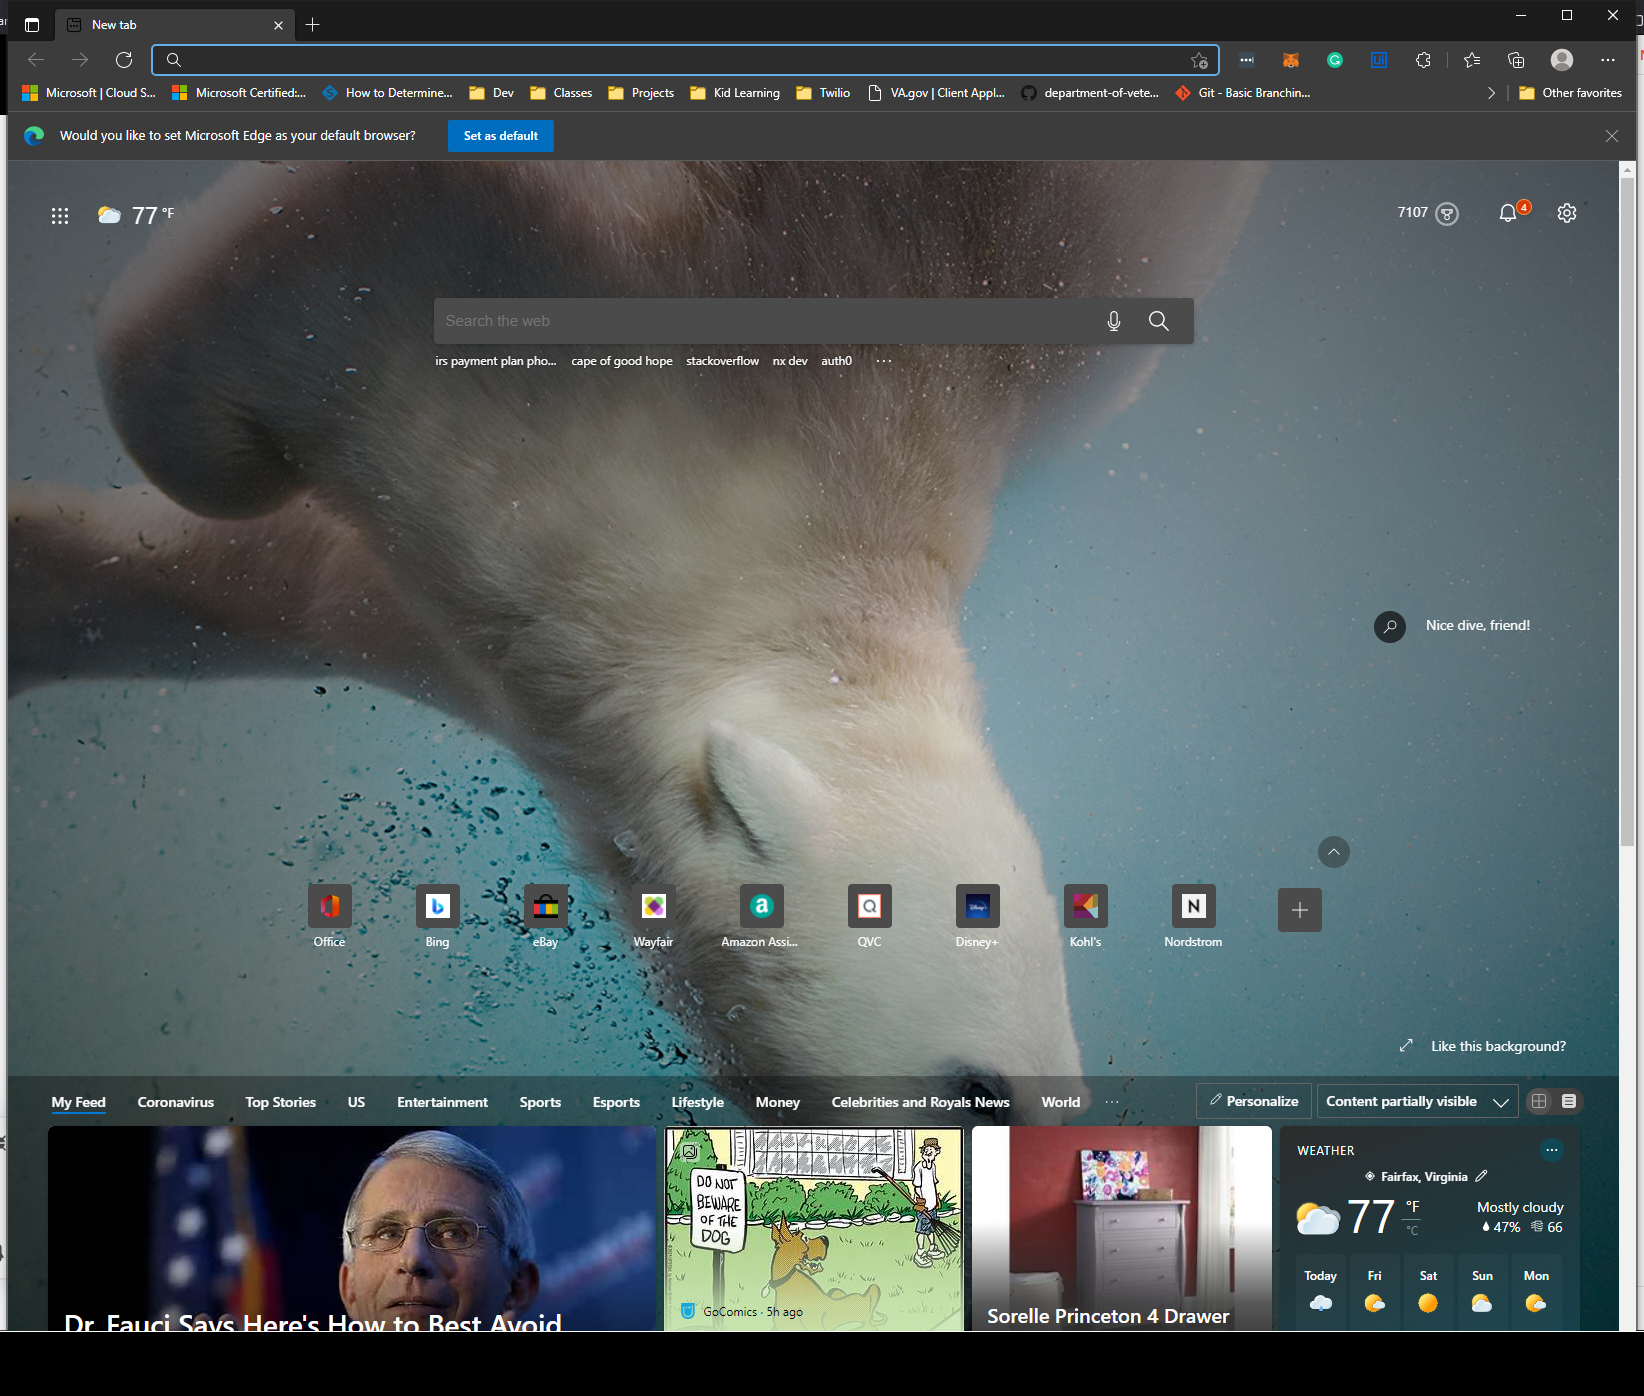 New tab
Microsoft | Cloud S... Microsoft Certified:... How to Determine... Dev Classes Projects Kid Learning Twilio VA.gov | Client Appl... department-of-vete... Git - Basic Branchin... Other favorites
Would you like to set Microsoft Edge as your default browser? Set as default
77 °F 7107 4
Search the web
irs payment plan pho... cape of good hope stackoverflow nx dev auth0 ...
Nice dive, friend!
Office Bing eBay Wayfair Amazon Assi... QVC Disney+ Kohl's Nordstrom
Like this background?
My Feed Coronavirus Top Stories US Entertainment Sports Esports Lifestyle Money Celebrities and Royals News World ... Personalize Content partially visible
WEATHER
Fairfax, Virginia
77 °F
°C
Mostly cloudy
47% 66
Today Fri Sat Sun Mon
DO NOT
BEWARE
OF THE
DOG
GoComics · 5h ago
Dr. Fauci Says Here's How to Best Avoid
Sorelle Princeton 4 Drawer